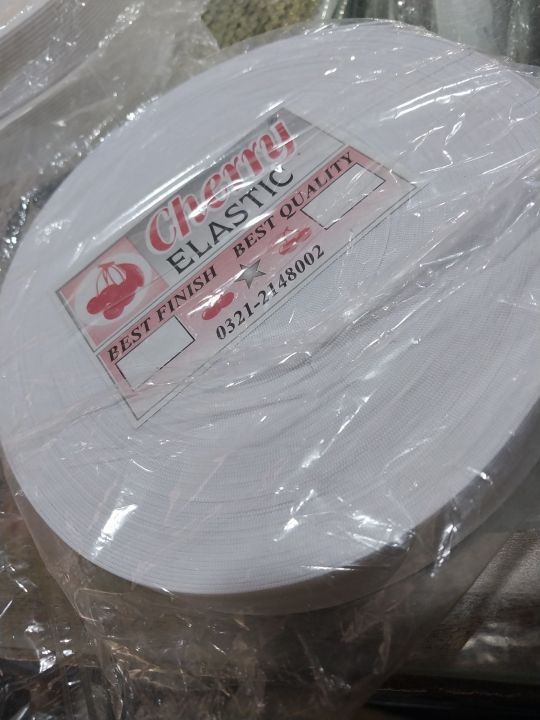 Cherry
ELASTIC
BEST FINISH BEST QUALITY
0321-2148002